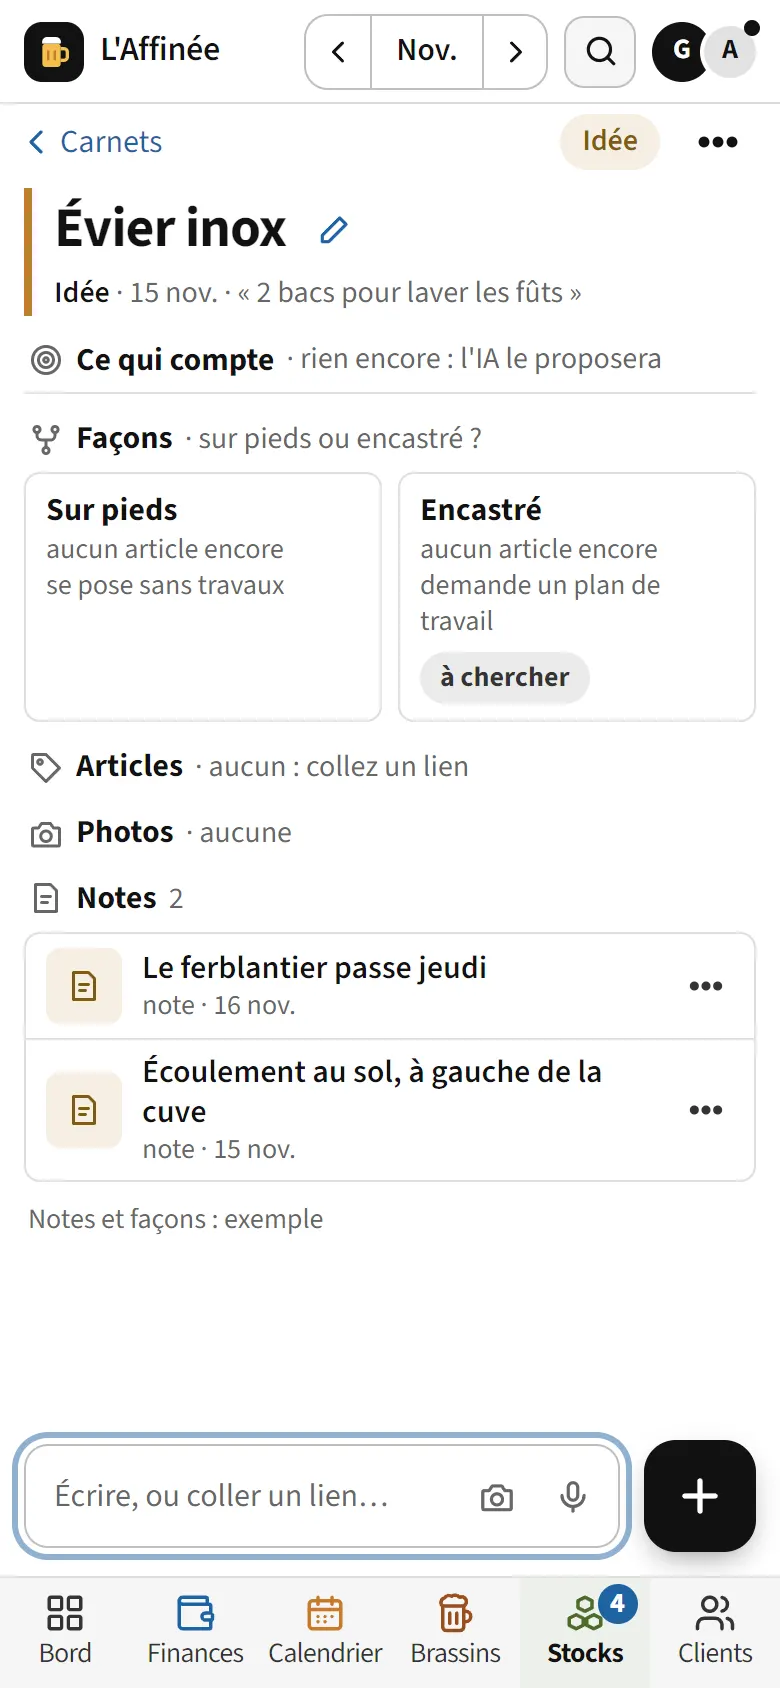 L'Affinée
Nov.
G
A
Carnets
Idée
Évier inox
Idée · 15 nov. · « 2 bacs pour laver les fûts »
Ce qui compte · rien encore : l'IA le proposera
Façons · sur pieds ou encastré ?
Sur pieds
aucun article encore
se pose sans travaux
Encastré
aucun article encore
demande un plan de
travail
à chercher
Articles · aucun : collez un lien
Photos · aucune
Notes 2
Le ferblantier passe jeudi
note · 16 nov.
Écoulement au sol, à gauche de la
cuve
note · 15 nov.
Notes et façons : exemple
Écrire, ou coller un lien…
Bord
Finances
Calendrier
Brassins
4
Stocks
Clients